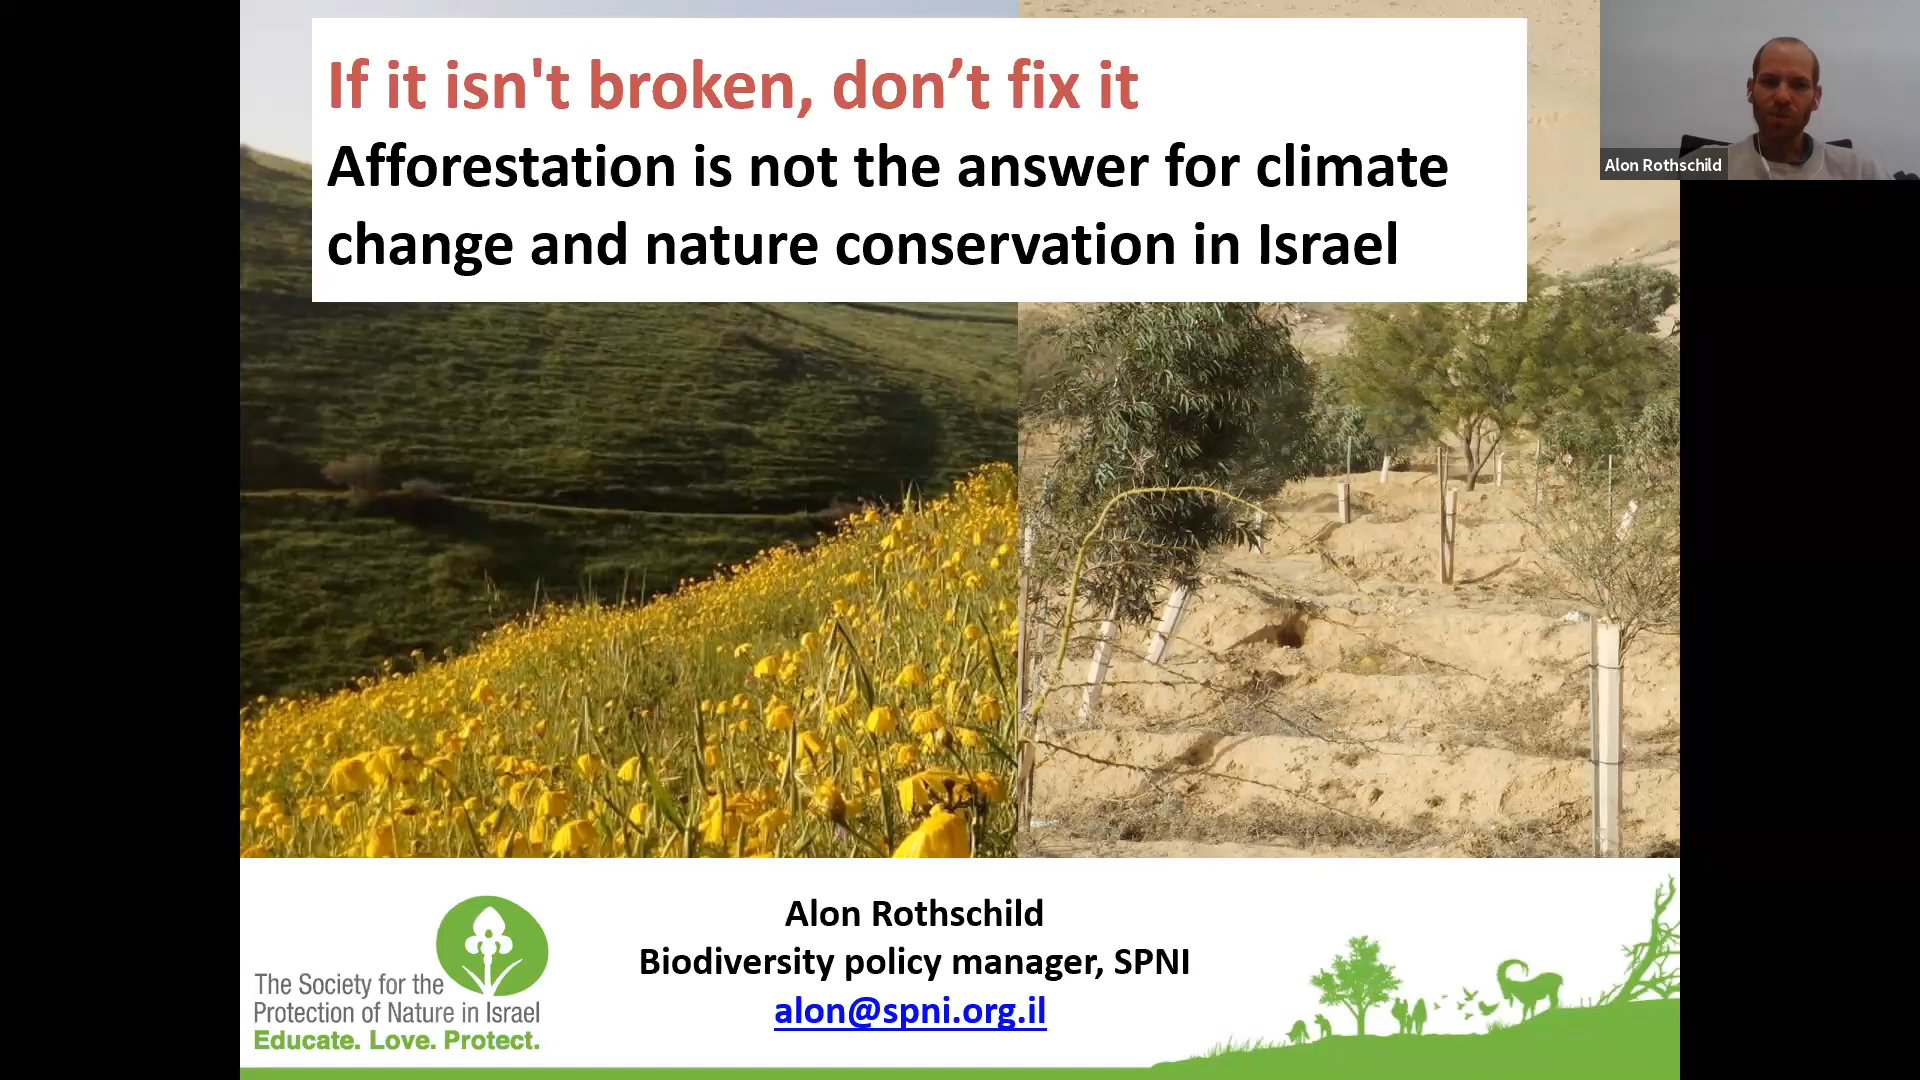 If it isn't broken, don’t fix it
Afforestation is not the answer for climate
change and nature conservation in Israel
Alon Rothschild
The Society for the
Protection of Nature in Israel
Educate. Love. Protect.
Alon Rothschild
Biodiversity policy manager, SPNI
alon@spni.org.il